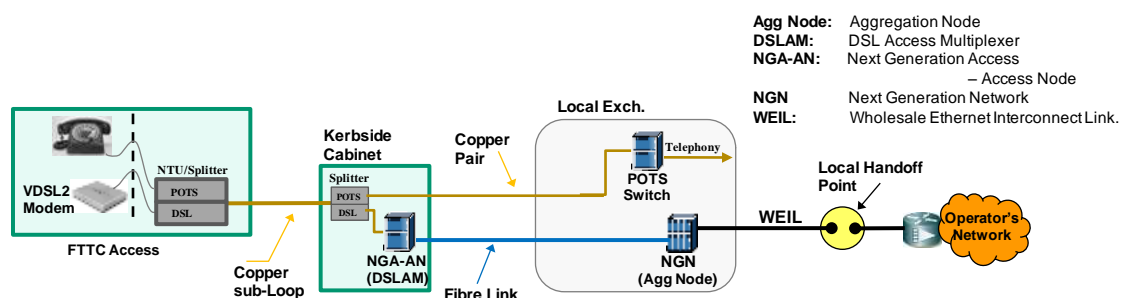 Agg Node: Aggregation Node
DSLAM: DSL Access Multiplexer
NGA-AN: Next Generation Access
– Access Node
NGN Next Generation Network
WEIL: Wholesale Ethernet Interconnect Link.
Local Exch.
Copper
Pair
Kerbside
Cabinet
Telephony
NTU/Splitter
Splitter
POTS
Switch
Local Handoff
Point
VDSL2
Modem
POTS
DSL
POTS
DSL
WEIL
Operator's
Network
FTTC Access
NGA-AN
(DSLAM)
NGN
(Agg Node)
Copper
sub-Loop
Fibre Link